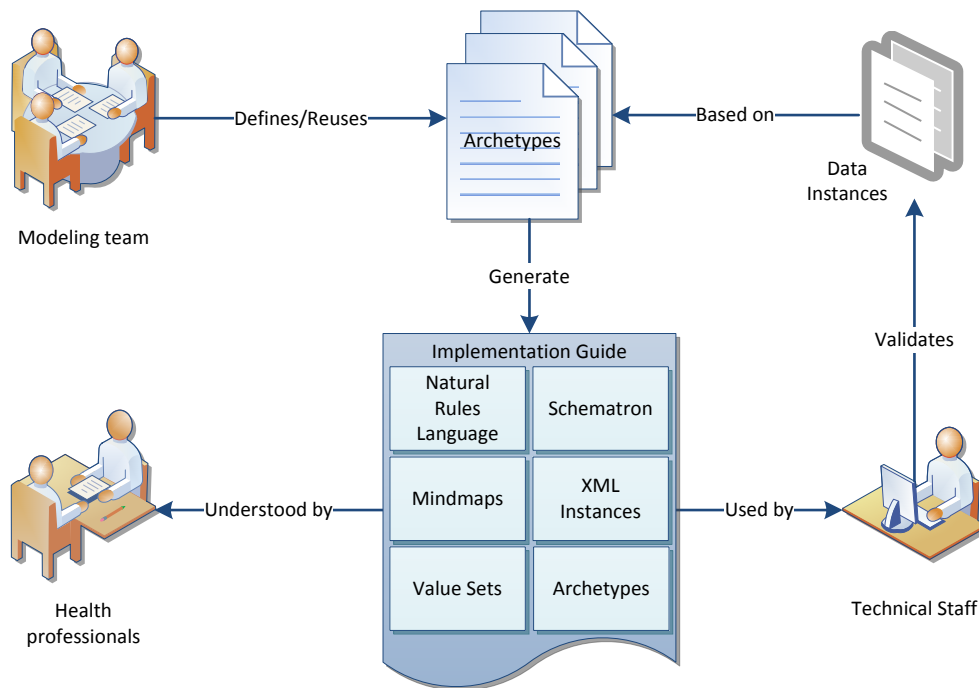 Defines/Reuses
Archetypes
Based on
Data
Instances
Modeling team
Generate
Implementation Guide
Natural
Rules
Language
Schematron
Validates
Mindmaps
XML
Instances
Understood by
Used by
Value Sets
Archetypes
Health
professionals
Technical Staff